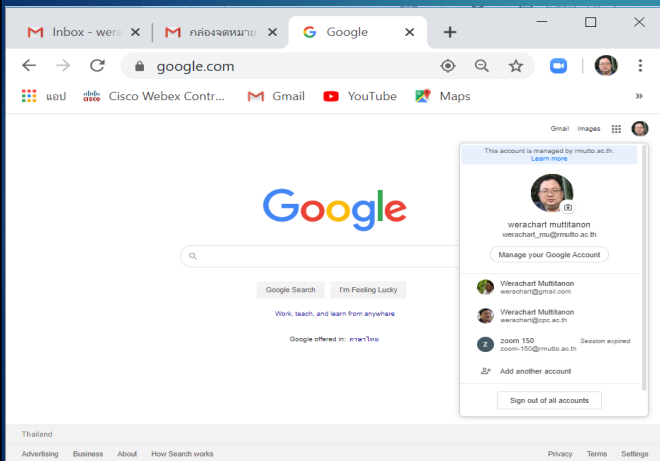 Inbox - wera
กล่องจดหมาย
Google
google.com
แอป
Cisco Webex Contr...
Gmail
YouTube
Maps
Gmail Images
This account is managed by rmutto.ac.th.
Learn more
Google
werachart muttitanon
werachart_mu@rmutto.ac.th
Manage your Google Account
Werachart Muttitanon
werachart@gmail.com
Google Search
I'm Feeling Lucky
Werachart Muttitanon
werachart@cpc.ac.th
Work, teach, and learn from anywhere
Google offered in: ภาษาไทย
z
zoom 150
Session expired
zoom-150@rmutto.ac.th
Add another account
Sign out of all accounts
Thailand
Advertising Business About How Search works
Privacy Terms Settings